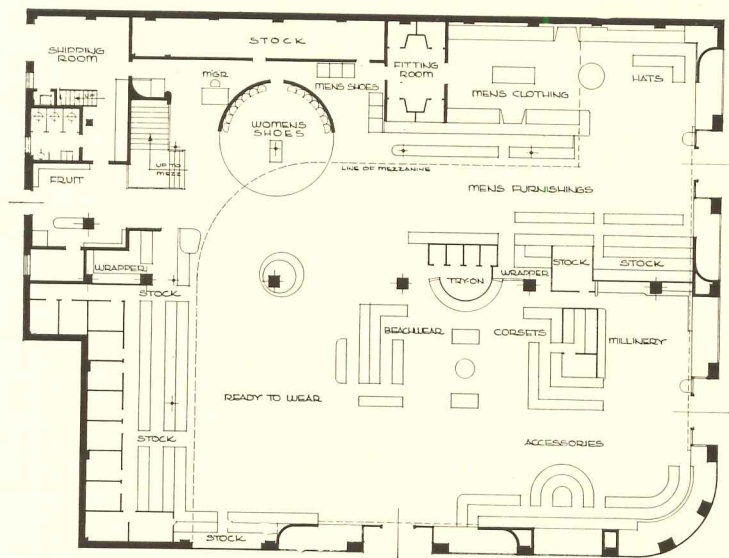 STOCK
SHIPPING
ROOM
FITTING
ROOM
MGR
MENS SHOES
HATS
MENS CLOTHING
WOMENS
SHOES
UP TO
MEZZ
LINE OF MEZZANINE
FRUIT
MENS FURNISHINGS
WRAPPER
STOCK
TRY-ON
WRAPPER
STOCK
STOCK
BEACHWEAR
CORSETS
MILLINERY
READY TO WEAR
STOCK
ACCESSORIES
STOCK